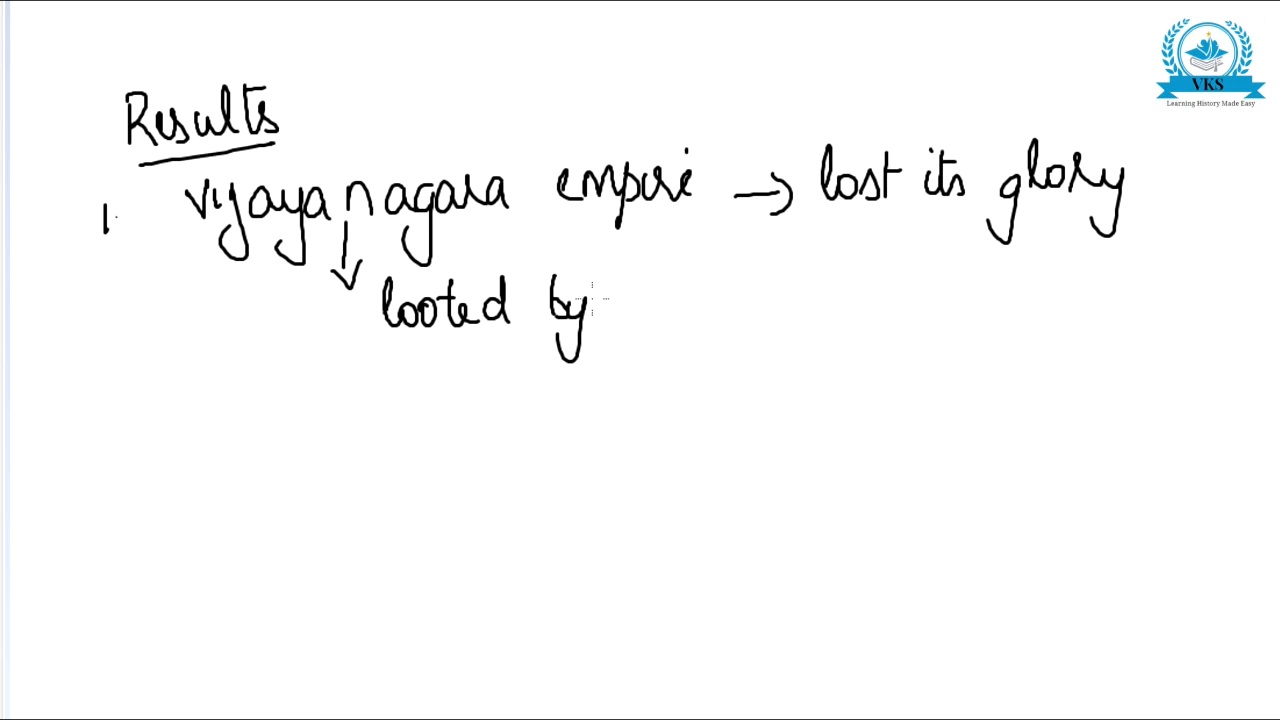 VKS
Learning History Made Easy
Results
1. vijayanagara empire → lost its glory
↓
looted by